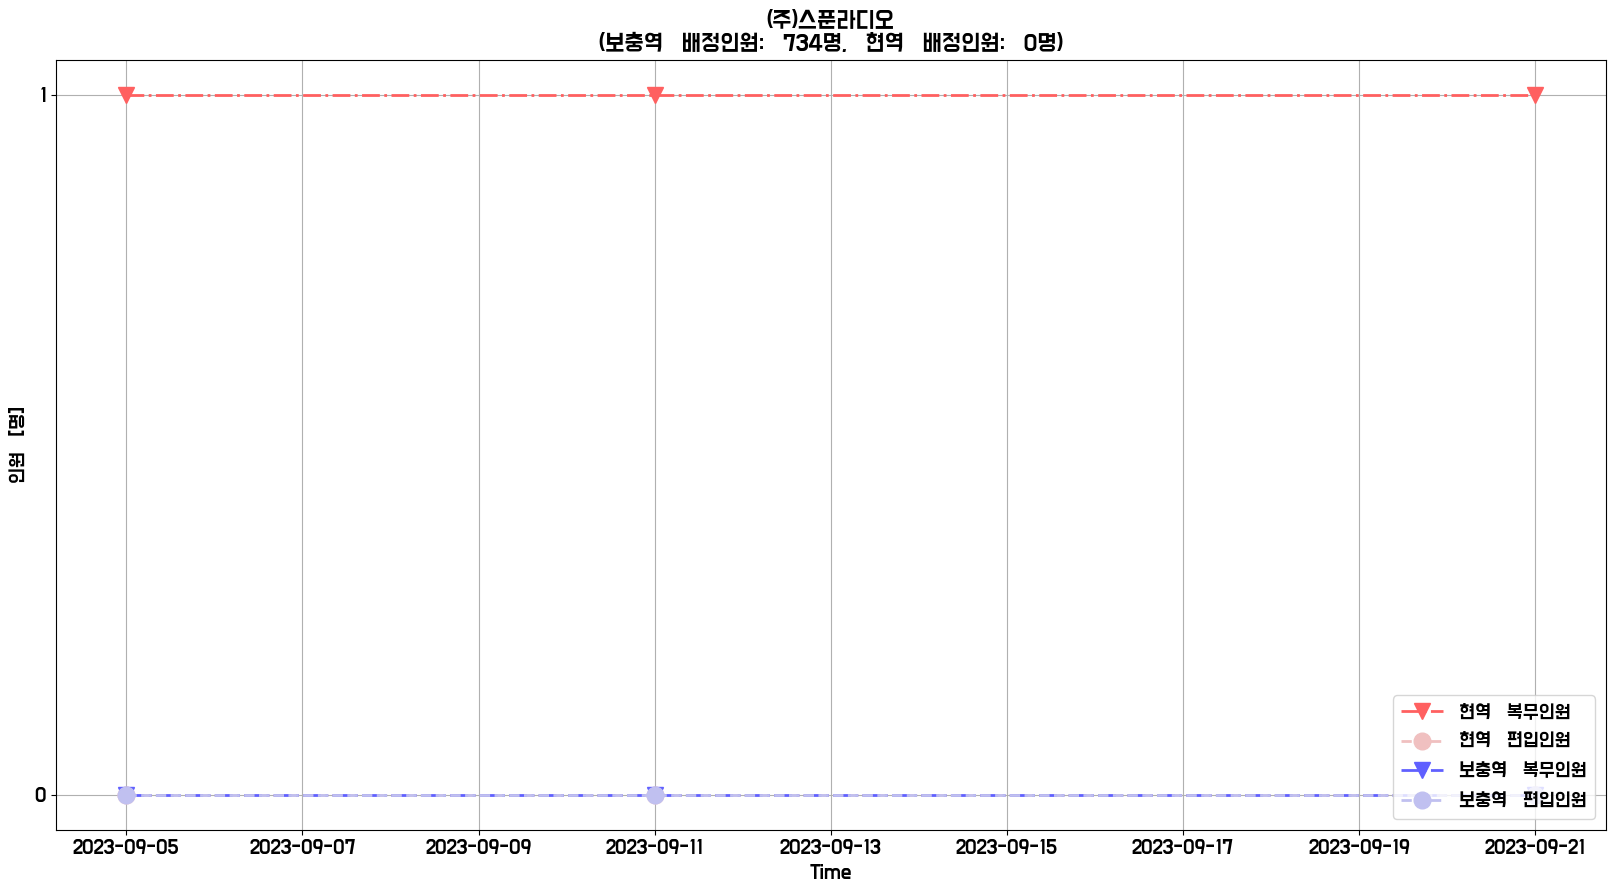 (주)스푼라디오
(보충역 배정인원: 734명, 현역 배정인원: 0명)
1
0
인원 [명]
2023-09-05 2023-09-07 2023-09-09 2023-09-11 2023-09-13 2023-09-15 2023-09-17 2023-09-19 2023-09-21
Time
현역 복무인원
현역 편입인원
보충역 복무인원
보충역 편입인원